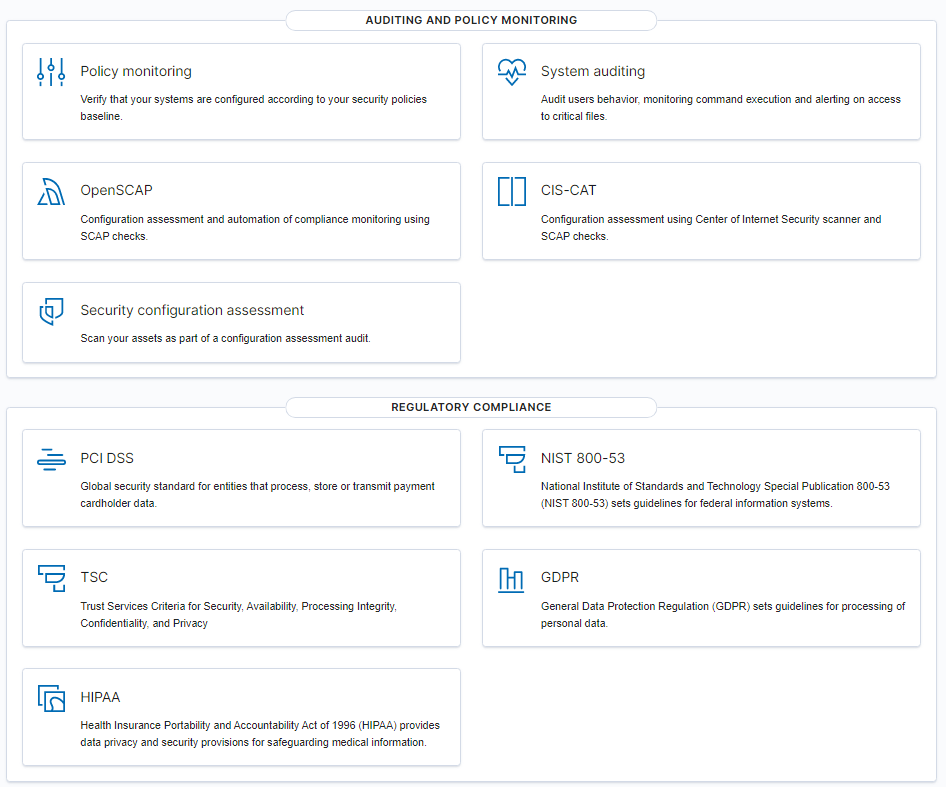 AUDITING AND POLICY MONITORING
Policy monitoring
Verify that your systems are configured according to your security policies
baseline.
System auditing
Audit users behavior, monitoring command execution and alerting on access
to critical files.
OpenSCAP
Configuration assessment and automation of compliance monitoring using
SCAP checks.
CIS-CAT
Configuration assessment using Center of Internet Security scanner and
SCAP checks.
Security configuration assessment
Scan your assets as part of a configuration assessment audit.
REGULATORY COMPLIANCE
PCI DSS
Global security standard for entities that process, store or transmit payment
cardholder data.
NIST 800-53
National Institute of Standards and Technology Special Publication 800-53
(NIST 800-53) sets guidelines for federal information systems.
TSC
Trust Services Criteria for Security, Availability, Processing Integrity,
Confidentiality, and Privacy
GDPR
General Data Protection Regulation (GDPR) sets guidelines for processing of
personal data.
HIPAA
Health Insurance Portability and Accountability Act of 1996 (HIPAA) provides
data privacy and security provisions for safeguarding medical information.